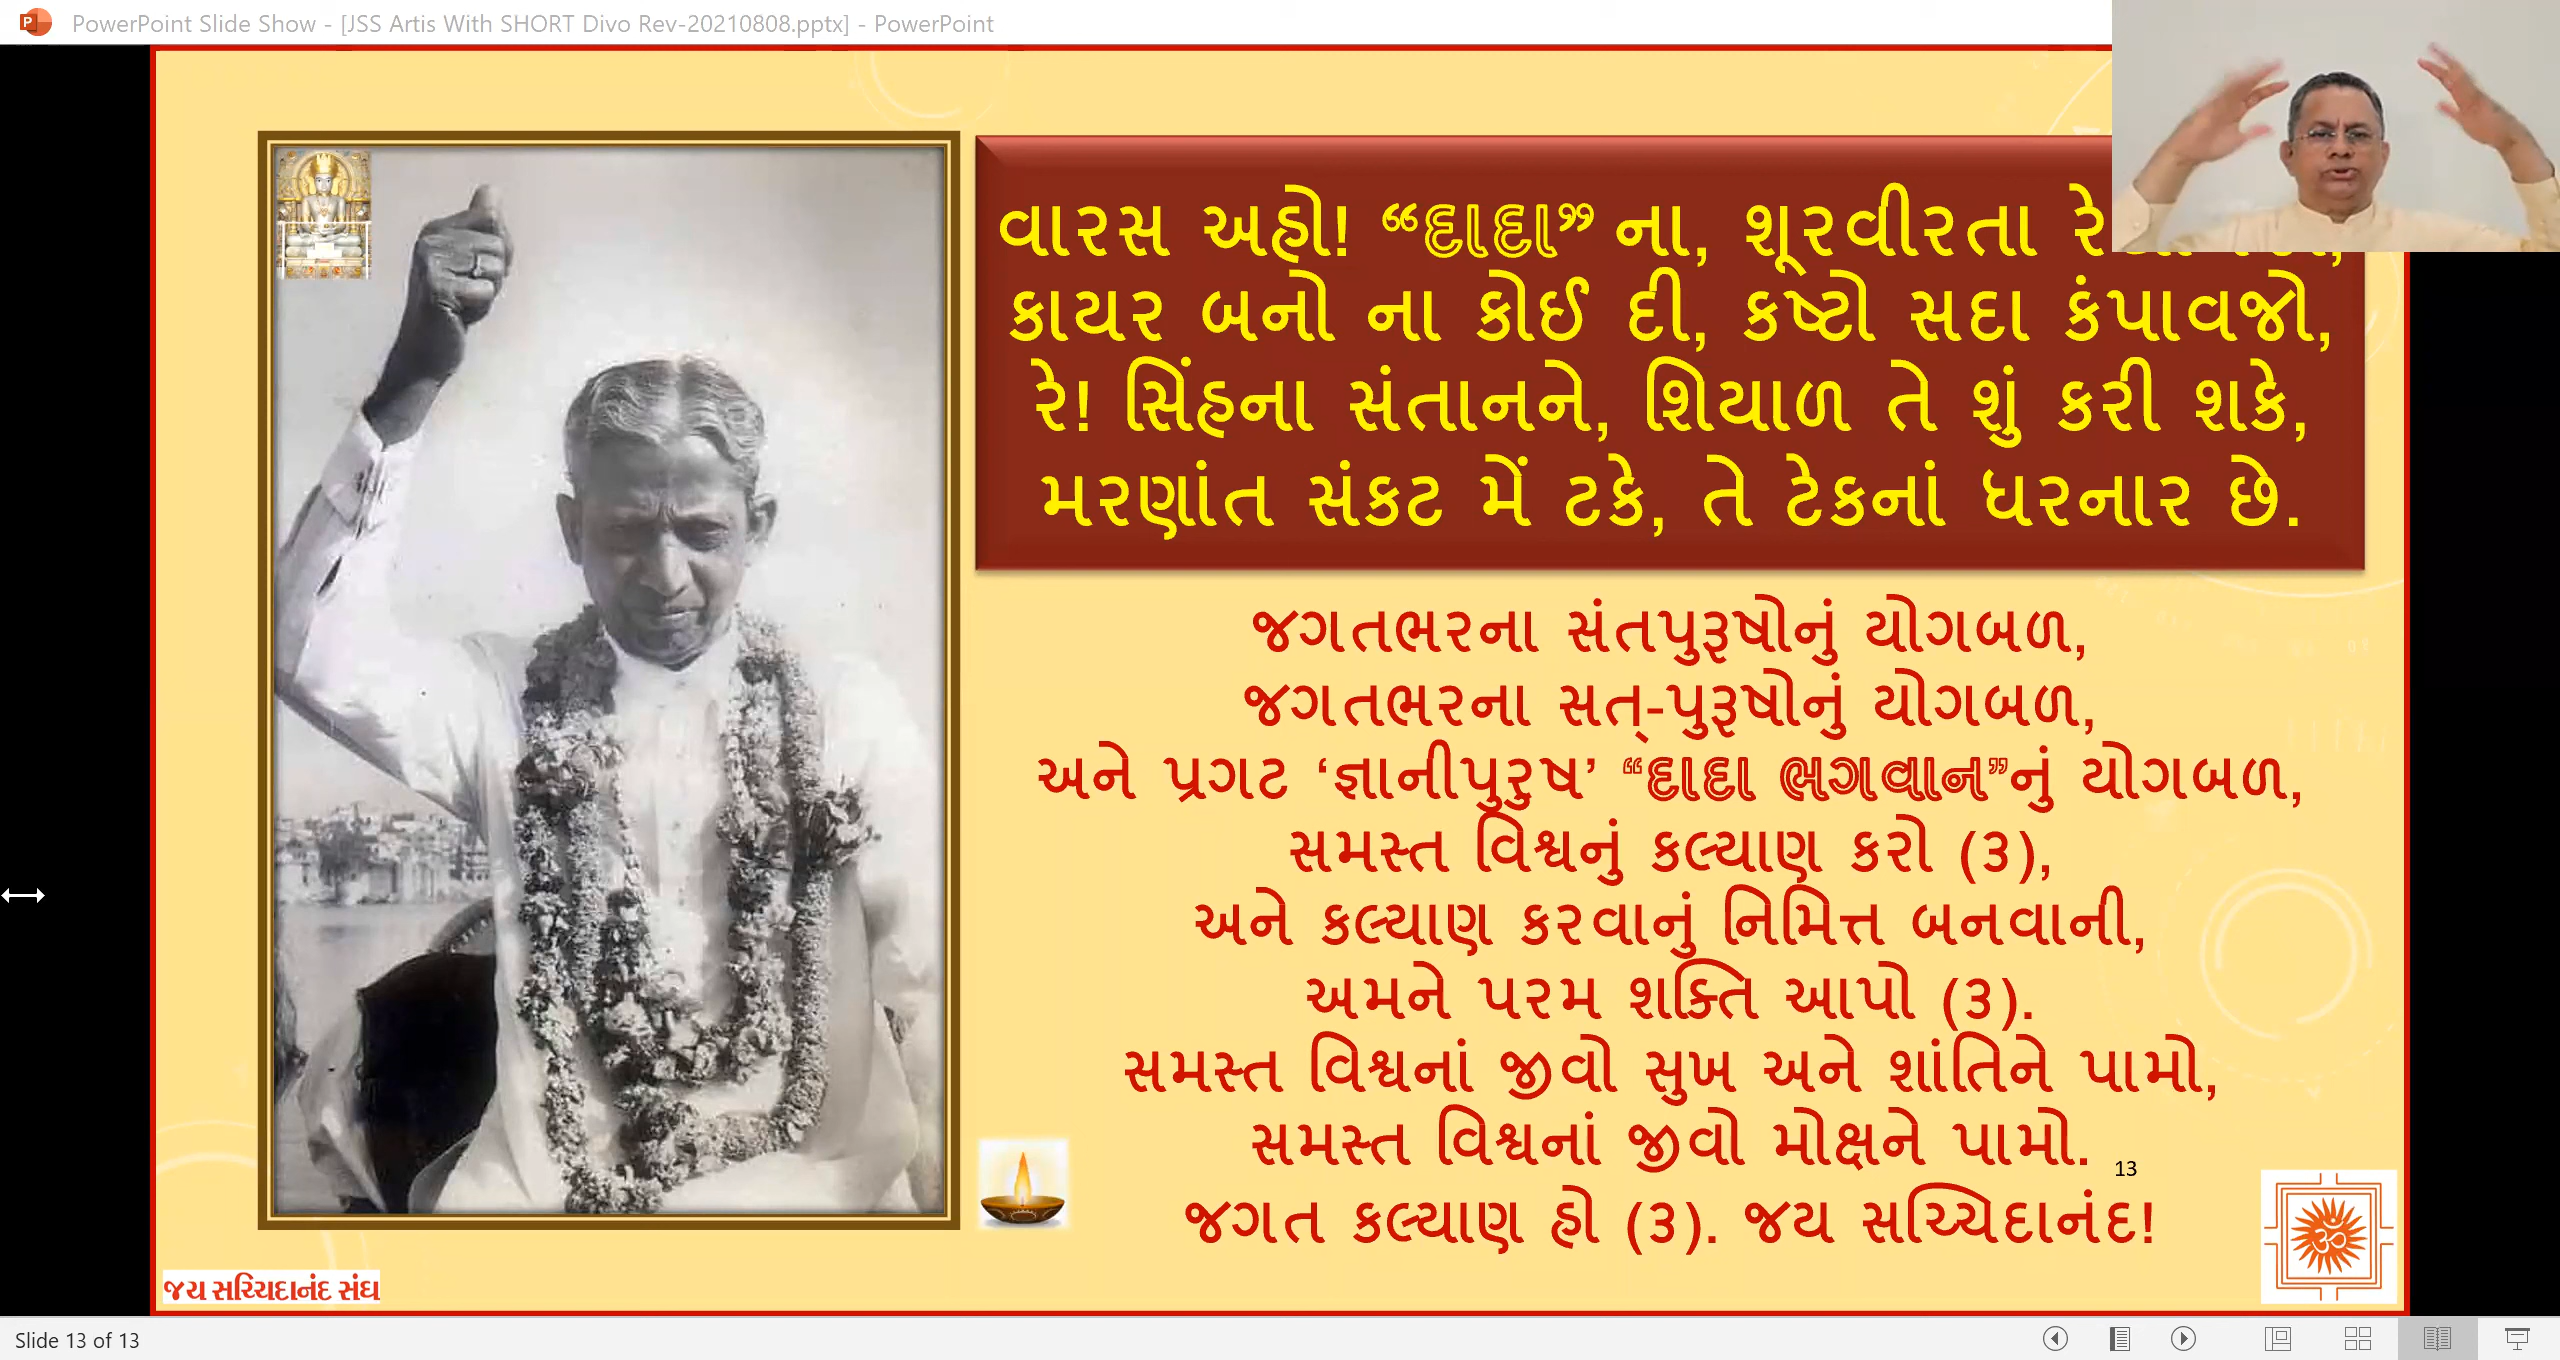 PowerPoint Slide Show - [JSS Artis With SHORT Divo Rev-20210808.pptx] - PowerPoint
વારસ અહો! “દાદા” ના, શૂરવીરતા
કાયર બનો ના કોઈ દી, કષ્ટો સદા કંપાવજો,
રે! સિંહના સંતાનને, શિયાળ તે શું કરી શકે,
મરણાંત સંકટ મેં ટકે, તે ટેકનાં ધરનાર છે.
જગતભરના સંતપુરૂષોનું યોગબળ,
જગતભરના સત્-પુરૂષોનું યોગબળ,
અને પ્રગટ ‘જ્ઞાનીપુરુષ’ “દાદા ભગવાન”નું યોગબળ,
સમસ્ત વિશ્વનું કલ્યાણ કરો (૩),
અને કલ્યાણ કરવાનું નિમિત્ત બનવાની,
અમને પરમ શક્તિ આપો (૩).
સમસ્ત વિશ્વનાં જીવો સુખ અને શાંતિને પામો,
સમસ્ત વિશ્વનાં જીવો મોક્ષને પામો.
13
જગત કલ્યાણ હો (૩). જય સચ્ચિદાનંદ!
જય સચ્ચિદાનંદ સંઘ
Slide 13 of 13